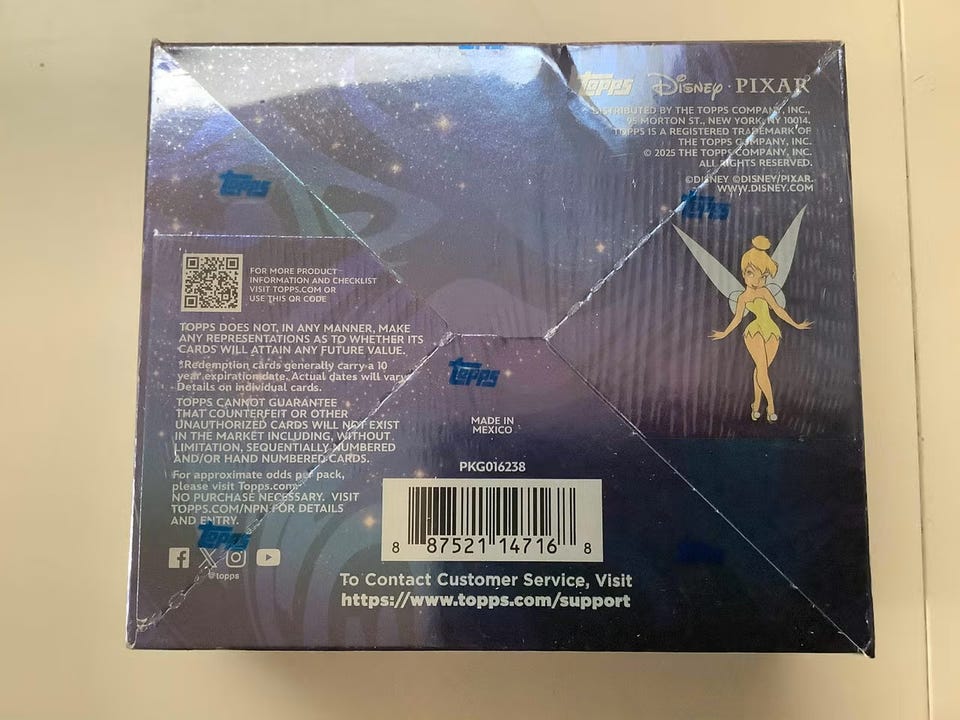 topps Disney · PIXAR
DISTRIBUTED BY THE TOPPS COMPANY, INC.,
95 MORTON ST., NEW YORK, NY 10014.
TOPPS IS A REGISTERED TRADEMARK OF
THE TOPPS COMPANY, INC.
© 2025 THE TOPPS COMPANY, INC.
ALL RIGHTS RESERVED.
©DISNEY ©DISNEY/PIXAR.
WWW.DISNEY.COM
topps
topps
FOR MORE PRODUCT
INFORMATION AND CHECKLIST
VISIT TOPPS.COM OR
USE THIS QR CODE
TOPPS DOES NOT, IN ANY MANNER, MAKE
ANY REPRESENTATIONS AS TO WHETHER ITS
CARDS WILL ATTAIN ANY FUTURE VALUE.
*Redemption cards generally carry a 10
year expiration date. Actual dates will vary.
Details on individual cards.
TOPPS CANNOT GUARANTEE
THAT COUNTERFEIT OR OTHER
UNAUTHORIZED CARDS WILL NOT EXIST
IN THE MARKET INCLUDING, WITHOUT
LIMITATION, SEQUENTIALLY NUMBERED
AND/OR HAND NUMBERED CARDS.
For approximate odds per pack,
please visit Topps.com
NO PURCHASE NECESSARY. VISIT
TOPPS.COM/NPN FOR DETAILS
AND ENTRY.
topps
@topps
topps
MADE IN
MEXICO
PKG016238
8 87521 14716 8
To Contact Customer Service, Visit
https://www.topps.com/support